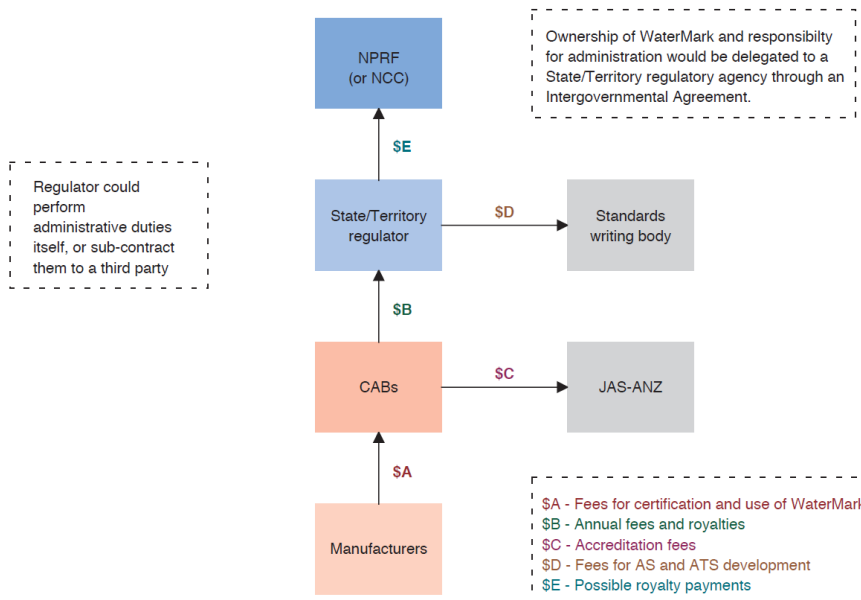 NPRF
(or NCC)
Ownership of WaterMark and responsibilty
for administration would be delegated to a
State/Territory regulatory agency through an
Intergovernmental Agreement.
$E
Regulator could
perform
administrative duties
itself, or sub-contract
them to a third party
State/Territory
regulator
$D
Standards
writing body
$B
CABs
$C
JAS-ANZ
$A
Manufacturers
$A - Fees for certification and use of WaterMark
$B - Annual fees and royalties
$C - Accreditation fees
$D - Fees for AS and ATS development
$E - Possible royalty payments